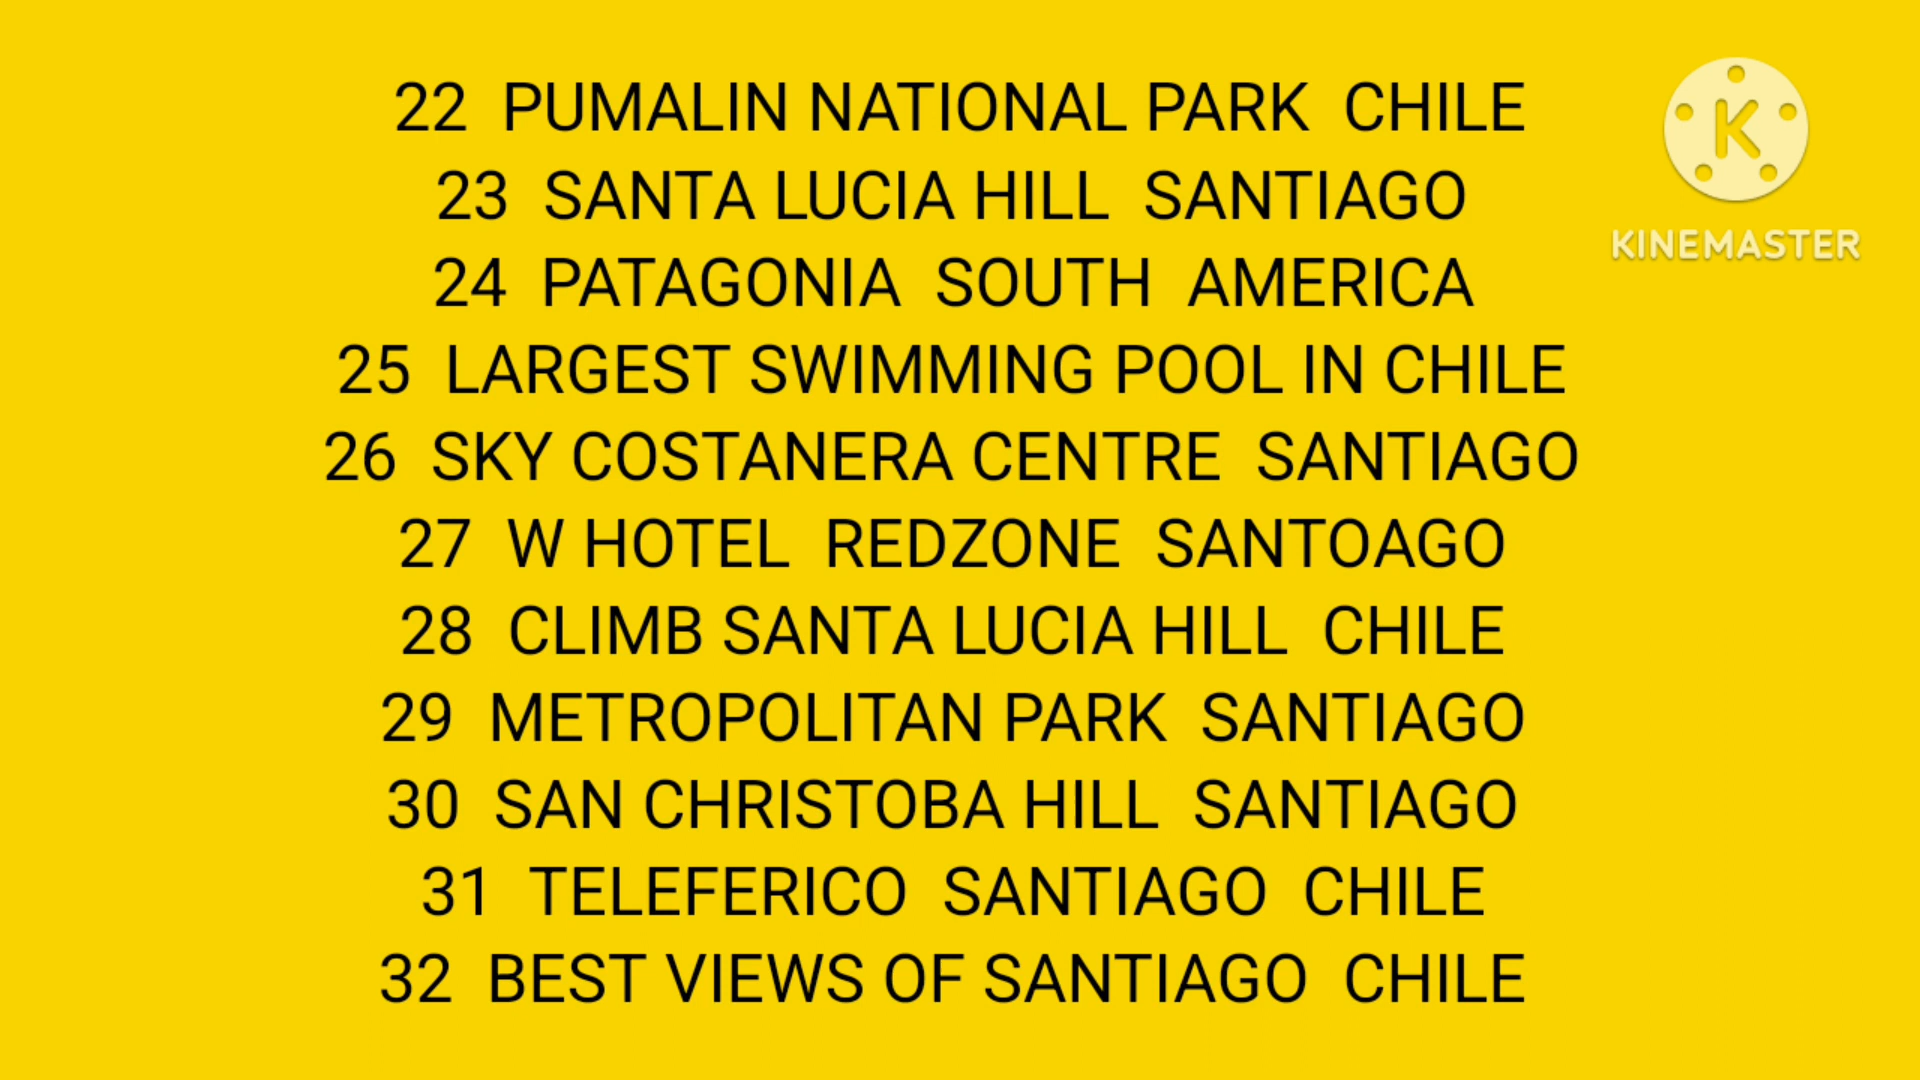 22 PUMALIN NATIONAL PARK CHILE
23 SANTA LUCIA HILL SANTIAGO
24 PATAGONIA SOUTH AMERICA
25 LARGEST SWIMMING POOL IN CHILE
26 SKY COSTANERA CENTRE SANTIAGO
27 W HOTEL REDZONE SANTOAGO
28 CLIMB SANTA LUCIA HILL CHILE
29 METROPOLITAN PARK SANTIAGO
30 SAN CHRISTOBA HILL SANTIAGO
31 TELEFERICO SANTIAGO CHILE
32 BEST VIEWS OF SANTIAGO CHILE
K
KINEMASTER